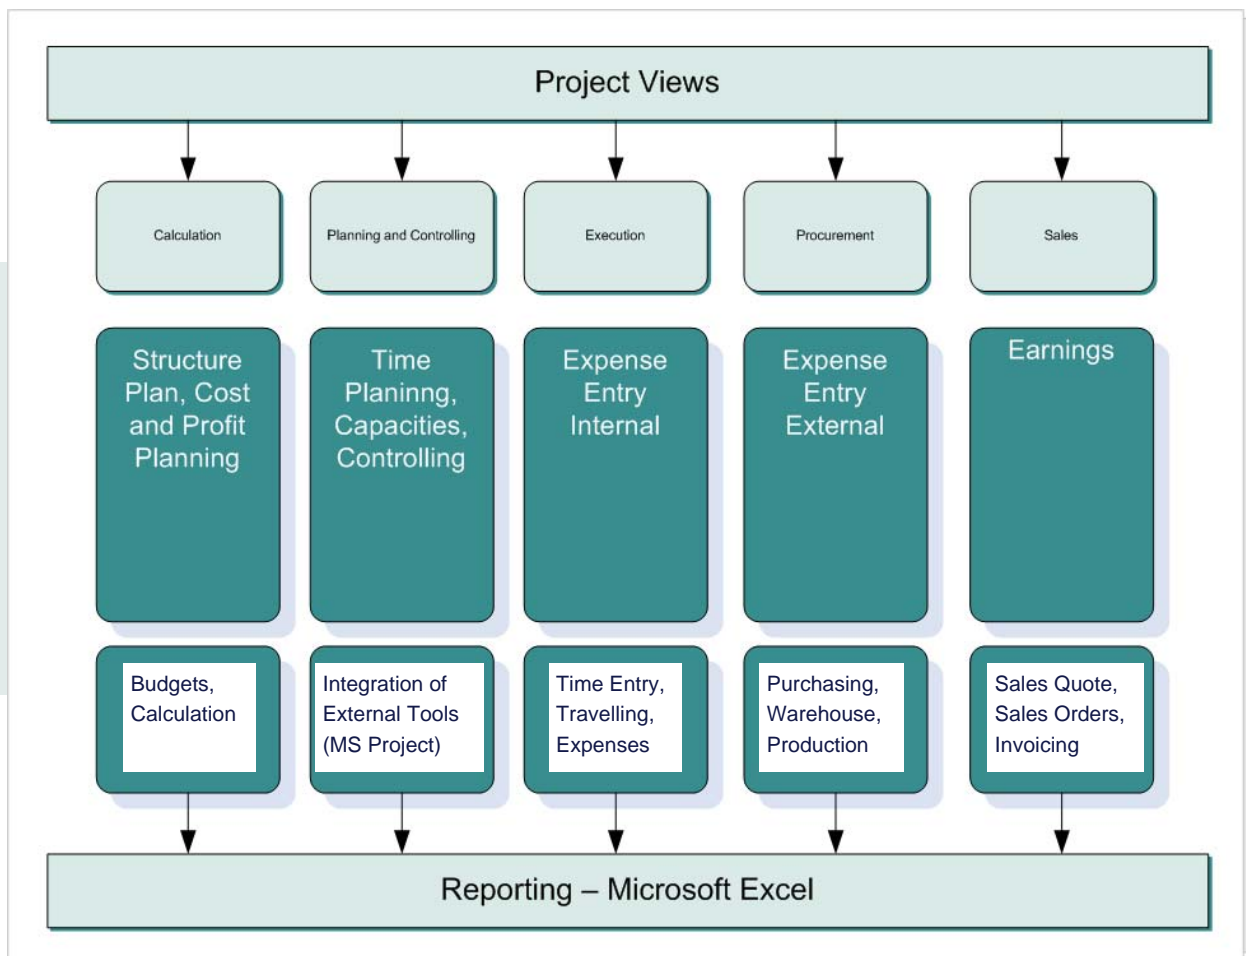 Project Views
Calculation
Planning and Controlling
Execution
Procurement
Sales
Structure
Plan, Cost
and Profit
Planning
Time
Planinng,
Capacities,
Controlling
Expense
Entry
Internal
Expense
Entry
External
Earnings
Budgets,
Calculation
Integration of
External Tools
(MS Project)
Time Entry,
Travelling,
Expenses
Purchasing,
Warehouse,
Production
Sales Quote,
Sales Orders,
Invoicing
Reporting – Microsoft Excel